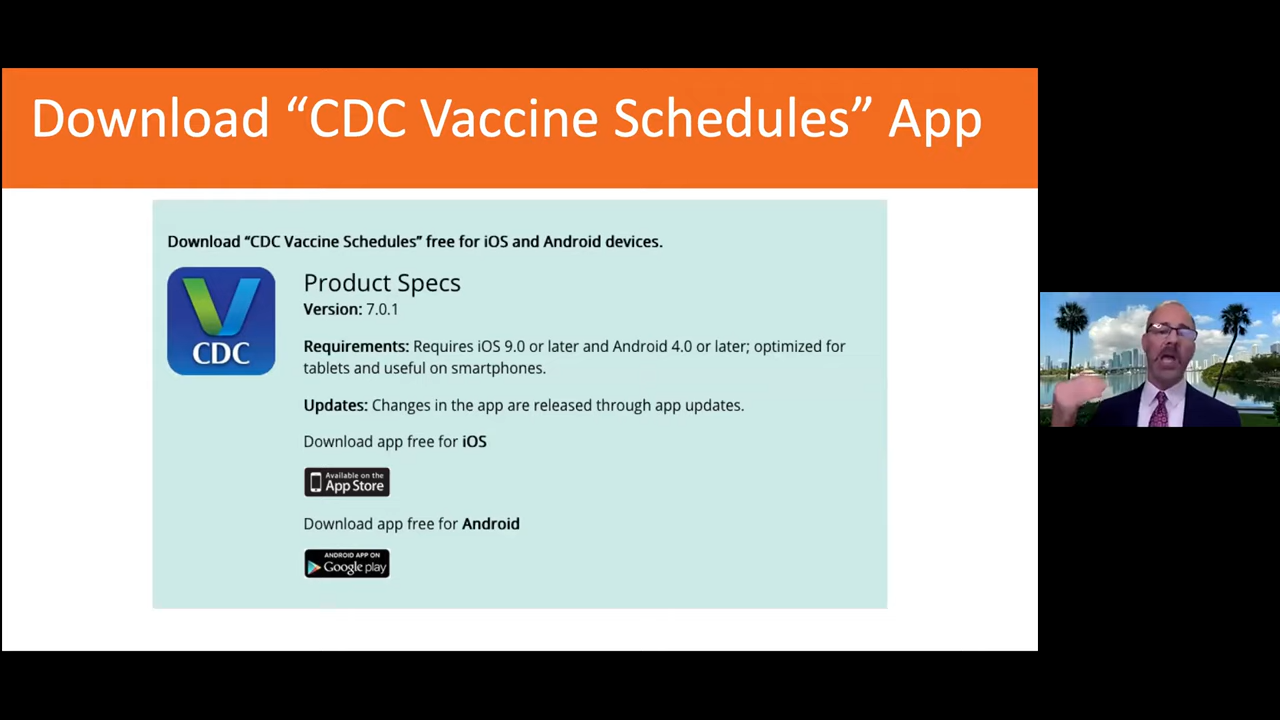 Download “CDC Vaccine Schedules” App
Download “CDC Vaccine Schedules” free for iOS and Android devices.
CDC
Product Specs
Version: 7.0.1
Requirements: Requires iOS 9.0 or later and Android 4.0 or later; optimized for
tablets and useful on smartphones.
Updates: Changes in the app are released through app updates.
Download app free for iOS
Available on the
App Store
Download app free for Android
ANDROID APP ON
Google play